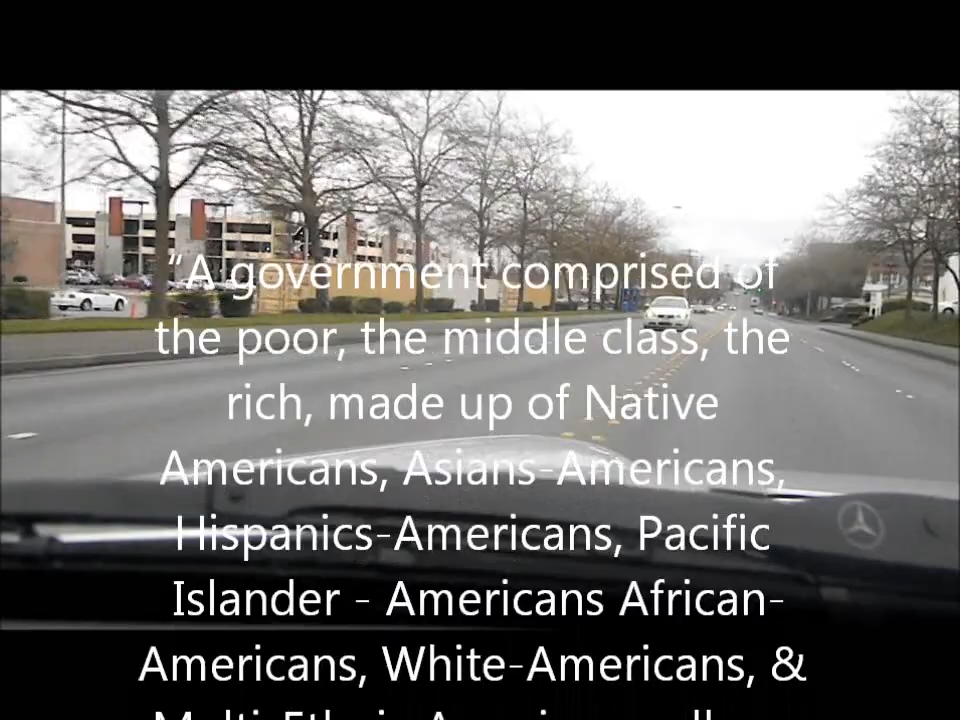 “A government comprised of
the poor, the middle class, the
rich, made up of Native
Americans, Asians-Americans,
Hispanics-Americans, Pacific
Islander - Americans African-
Americans, White-Americans, &